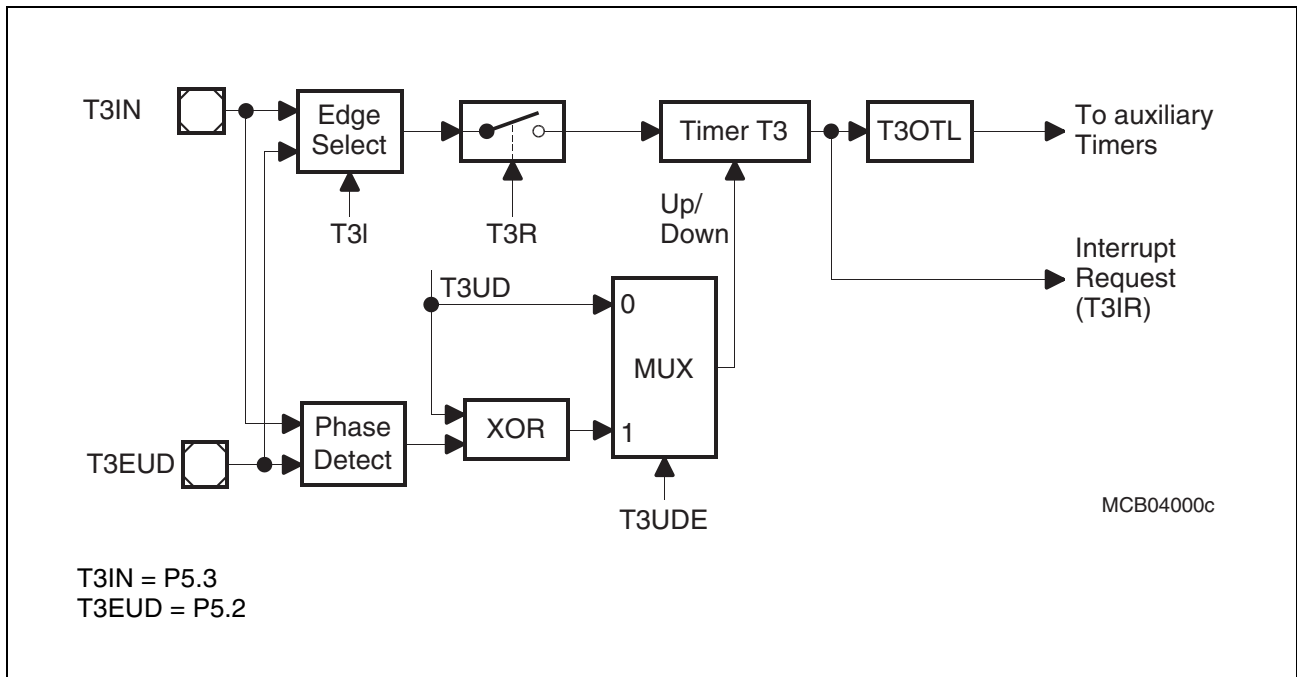 T3IN
Edge
Select
T3I
T3R
Timer T3
T3OTL
To auxiliary
Timers
Up/
Down
Interrupt
Request
(T3IR)
T3UD
0
MUX
1
XOR
Phase
Detect
T3EUD
T3UDE
MCB04000c
T3IN = P5.3
T3EUD = P5.2